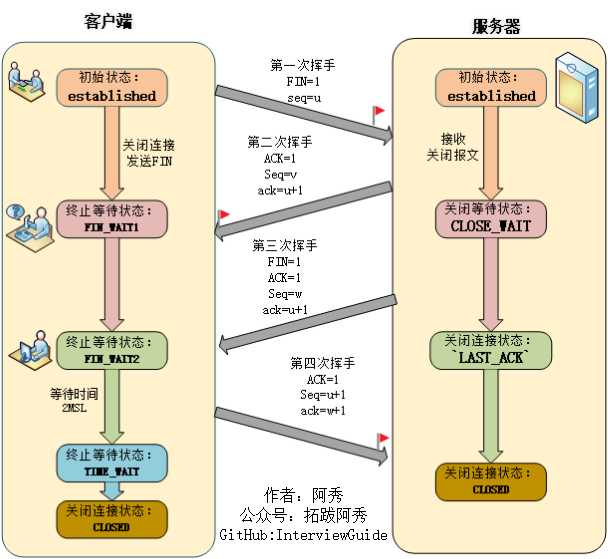 客户端
初始状态:
established
关闭连接
发送FIN
终止等待状态:
FIN_WAIT1
终止等待状态:
FIN_WAIT2
等待时间
2MSL
终止等待状态:
TIME_WAIT
关闭连接状态:
CLOSED
第一次挥手
FIN=1
seq=u
第二次挥手
ACK=1
Seq=v
ack=u+1
第三次挥手
FIN=1
ACK=1
Seq=w
ack=u+1
第四次挥手
ACK=1
Seq=u+1
ack=w+1
服务器
初始状态:
established
接收
关闭报文
关闭等待状态:
CLOSE_WAIT
关闭连接状态:
`LAST_ACK`
关闭连接状态:
CLOSED
作者: 阿秀
公众号: 拓跋阿秀
GitHub:InterviewGuide